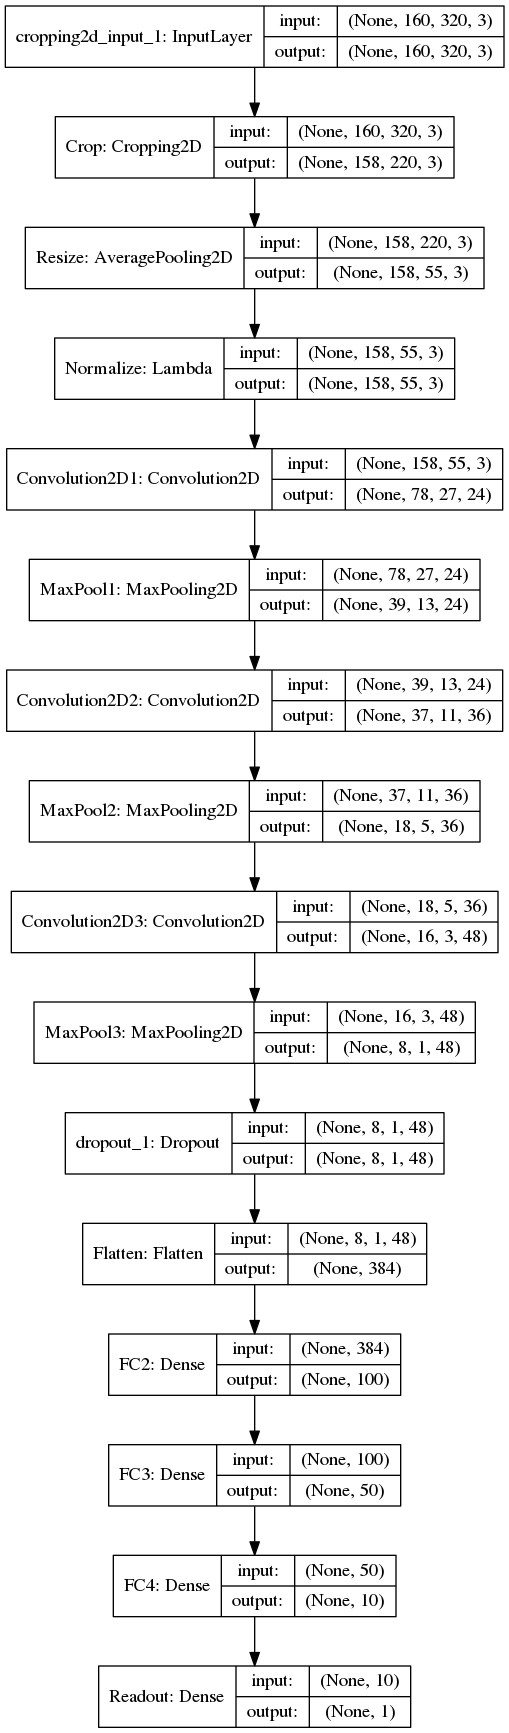 cropping2d_input_1: InputLayer
input: (None, 160, 320, 3)
output: (None, 160, 320, 3)
Crop: Cropping2D
input: (None, 160, 320, 3)
output: (None, 158, 220, 3)
Resize: AveragePooling2D
input: (None, 158, 220, 3)
output: (None, 158, 55, 3)
Normalize: Lambda
input: (None, 158, 55, 3)
output: (None, 158, 55, 3)
Convolution2D1: Convolution2D
input: (None, 158, 55, 3)
output: (None, 78, 27, 24)
MaxPool1: MaxPooling2D
input: (None, 78, 27, 24)
output: (None, 39, 13, 24)
Convolution2D2: Convolution2D
input: (None, 39, 13, 24)
output: (None, 37, 11, 36)
MaxPool2: MaxPooling2D
input: (None, 37, 11, 36)
output: (None, 18, 5, 36)
Convolution2D3: Convolution2D
input: (None, 18, 5, 36)
output: (None, 16, 3, 48)
MaxPool3: MaxPooling2D
input: (None, 16, 3, 48)
output: (None, 8, 1, 48)
dropout_1: Dropout
input: (None, 8, 1, 48)
output: (None, 8, 1, 48)
Flatten: Flatten
input: (None, 8, 1, 48)
output: (None, 384)
FC2: Dense
input: (None, 384)
output: (None, 100)
FC3: Dense
input: (None, 100)
output: (None, 50)
FC4: Dense
input: (None, 50)
output: (None, 10)
Readout: Dense
input: (None, 10)
output: (None, 1)